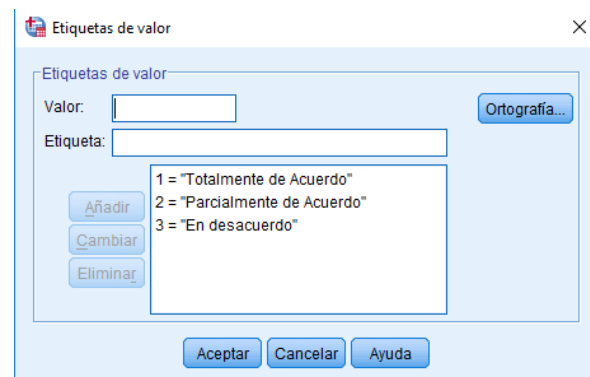 Etiquetas de valor
Etiquetas de valor
Valor:
Ortografía...
Etiqueta:
1 = "Totalmente de Acuerdo"
2 = "Parcialmente de Acuerdo"
3 = "En desacuerdo"
Añadir
Cambiar
Eliminar
Aceptar
Cancelar
Ayuda